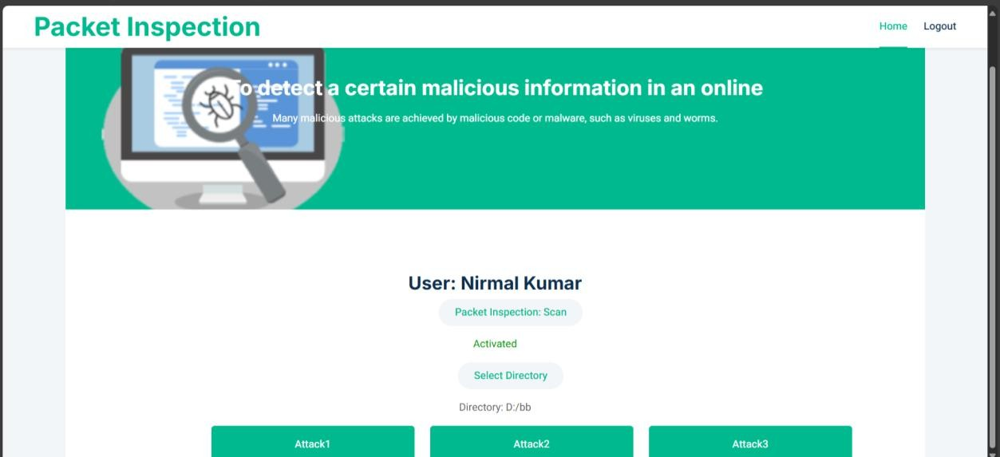 Packet Inspection
Home Logout
To detect a certain malicious information in an online
Many malicious attacks are achieved by malicious code or malware, such as viruses and worms.
User: Nirmal Kumar
Packet Inspection: Scan
Activated
Select Directory
Directory: D:/bb
Attack1 Attack2 Attack3